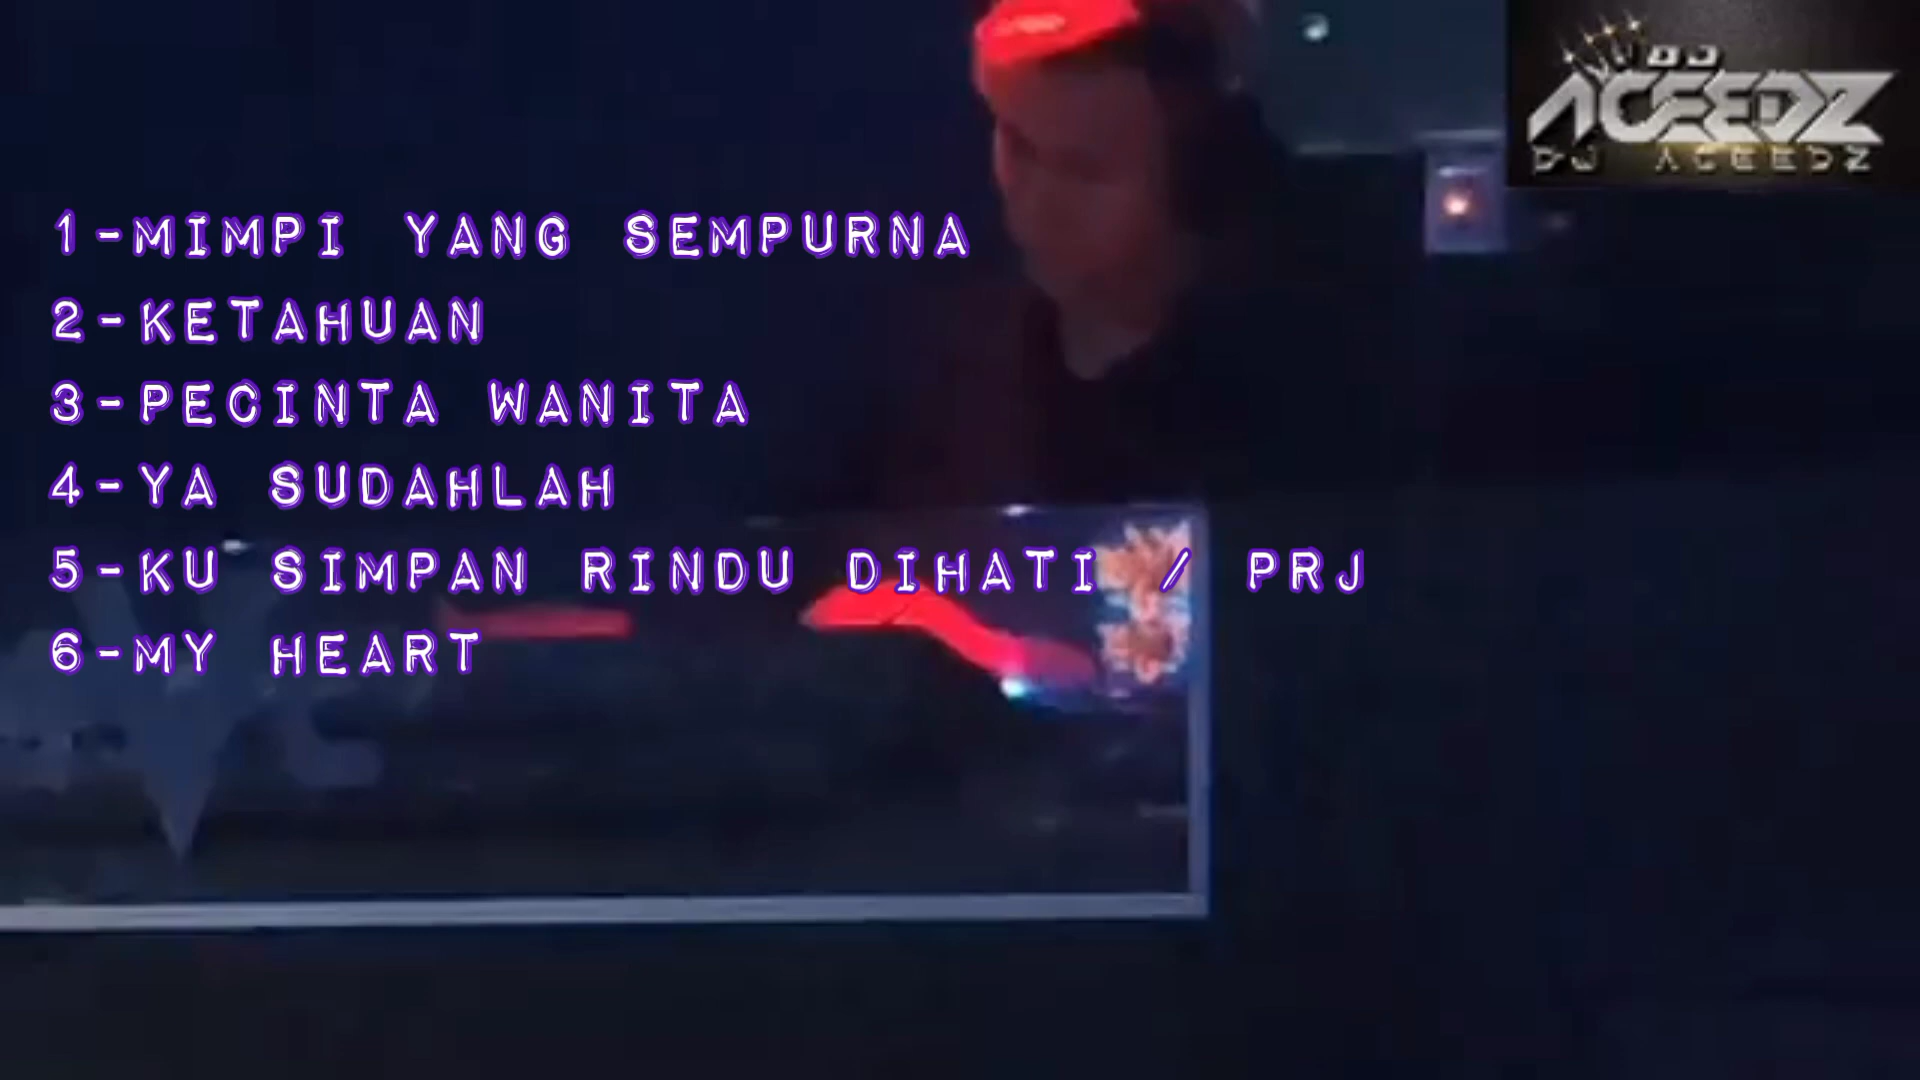 DJ
ACEEDZ
DJ ACEEDZ
1-MIMPI YANG SEMPURNA
2-KETAHUAN
3-PECINTA WANITA
4-YA SUDAHLAH
5-KU SIMPAN RINDU DIHATI / PRJ
6-MY HEART